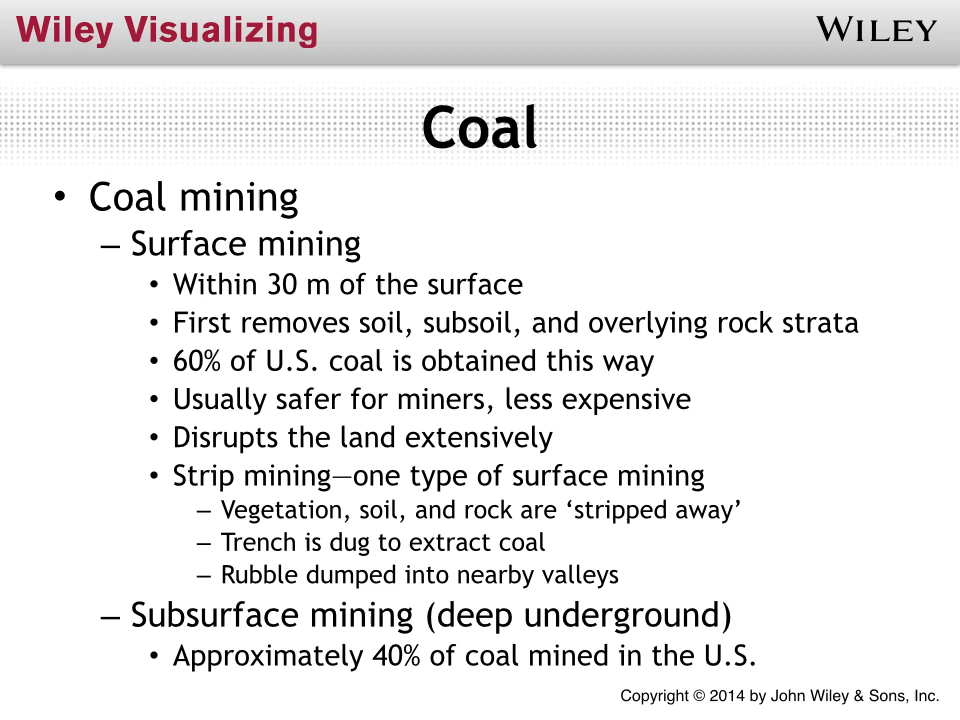 Wiley Visualizing
WILEY
Coal
• Coal mining
– Surface mining
• Within 30 m of the surface
• First removes soil, subsoil, and overlying rock strata
• 60% of U.S. coal is obtained this way
• Usually safer for miners, less expensive
• Disrupts the land extensively
• Strip mining—one type of surface mining
– Vegetation, soil, and rock are ‘stripped away’
– Trench is dug to extract coal
– Rubble dumped into nearby valleys
– Subsurface mining (deep underground)
• Approximately 40% of coal mined in the U.S.
Copyright © 2014 by John Wiley & Sons, Inc.